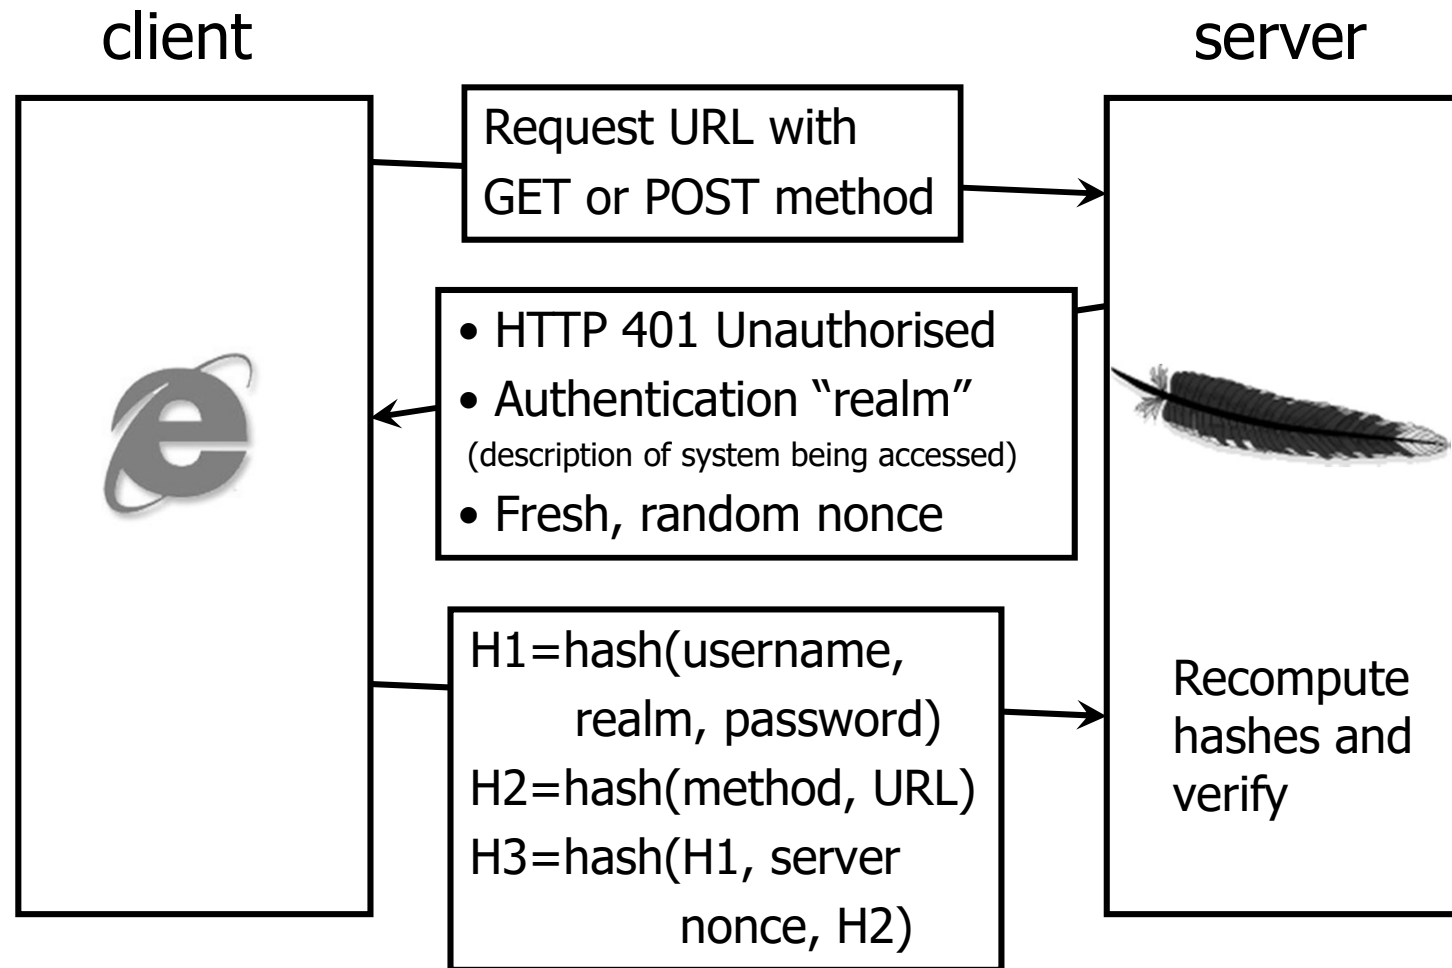 client
server
Request URL with
GET or POST method
• HTTP 401 Unauthorised
• Authentication “realm”
(description of system being accessed)
• Fresh, random nonce
H1=hash(username,
realm, password)
H2=hash(method, URL)
H3=hash(H1, server
nonce, H2)
Recompute
hashes and
verify